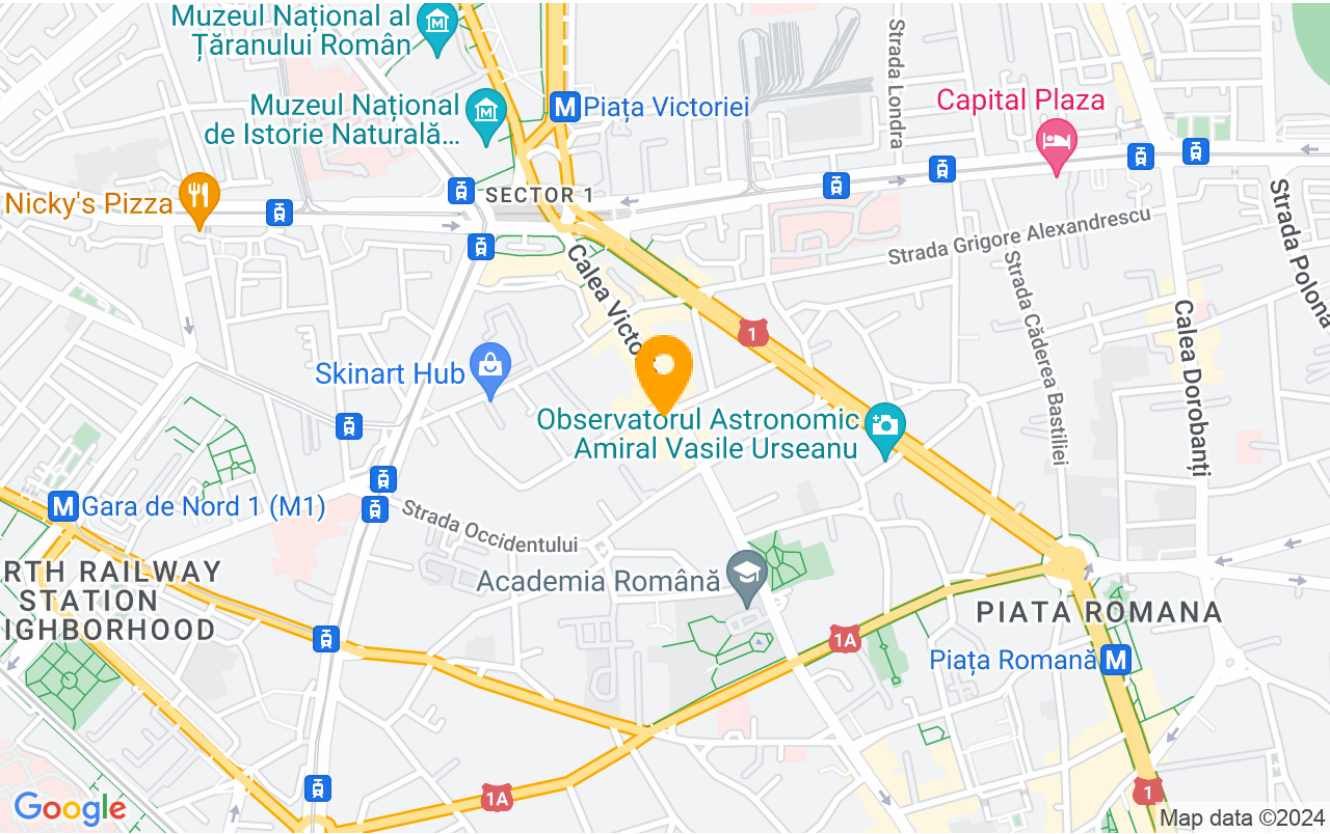 Muzeul Național al
Țăranului Român
Strada Londra
Muzeul Național
de Istorie Naturală...
M Piața Victoriei
Capital Plaza
Nicky's Pizza
SECTOR 1
Strada Polonă
Strada Grigore Alexandrescu
Calea Victo
Strada Căderea Bastiliei
Calea Dorobanți
1
Skinart Hub
Observatorul Astronomic
Amiral Vasile Urseanu
M Gara de Nord 1 (M1)
Strada Occidentului
RTH RAILWAY
STATION
IGHBORHOOD
Academia Română
PIATA ROMANA
1A
Piața Romană M
1A
1
Google
Map data ©2024